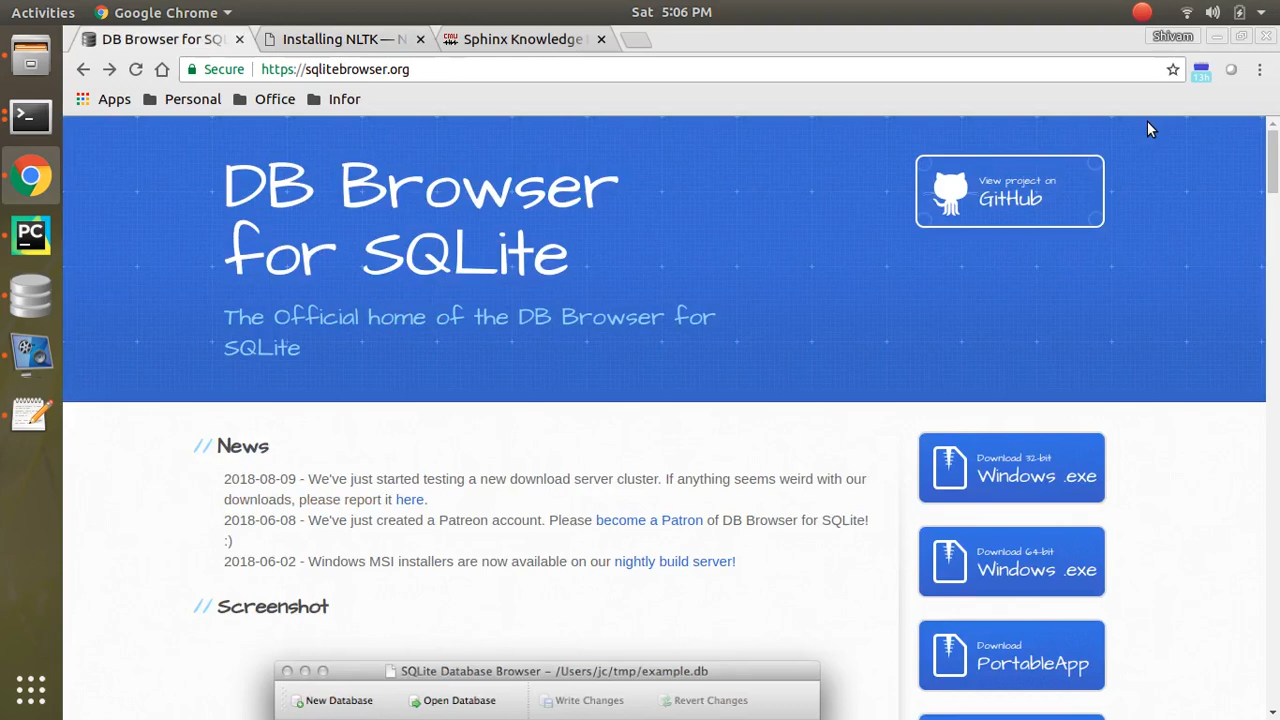 Activities
Google Chrome
Sat 5:06 PM
DB Browser for SQL
Installing NLTK — N
CMU
Sphinx Knowledge
Shivam
Secure
https://sqlitebrowser.org
13h
Apps
Personal
Office
Infor
>_
PC
DB Browser
for SQLite
The Official home of the DB Browser for
SQLite
View project on
GitHub
// News
2018-08-09 - We've just started testing a new download server cluster. If anything seems weird with our
downloads, please report it here.
2018-06-08 - We've just created a Patreon account. Please become a Patron of DB Browser for SQLite!
:)
2018-06-02 - Windows MSI installers are now available on our nightly build server!
// Screenshot
SQLite Database Browser – /Users/jc/tmp/example.db
New Database
Open Database
Write Changes
Revert Changes
Download 32-bit
Windows .exe
Download 64-bit
Windows .exe
Download
PortableApp